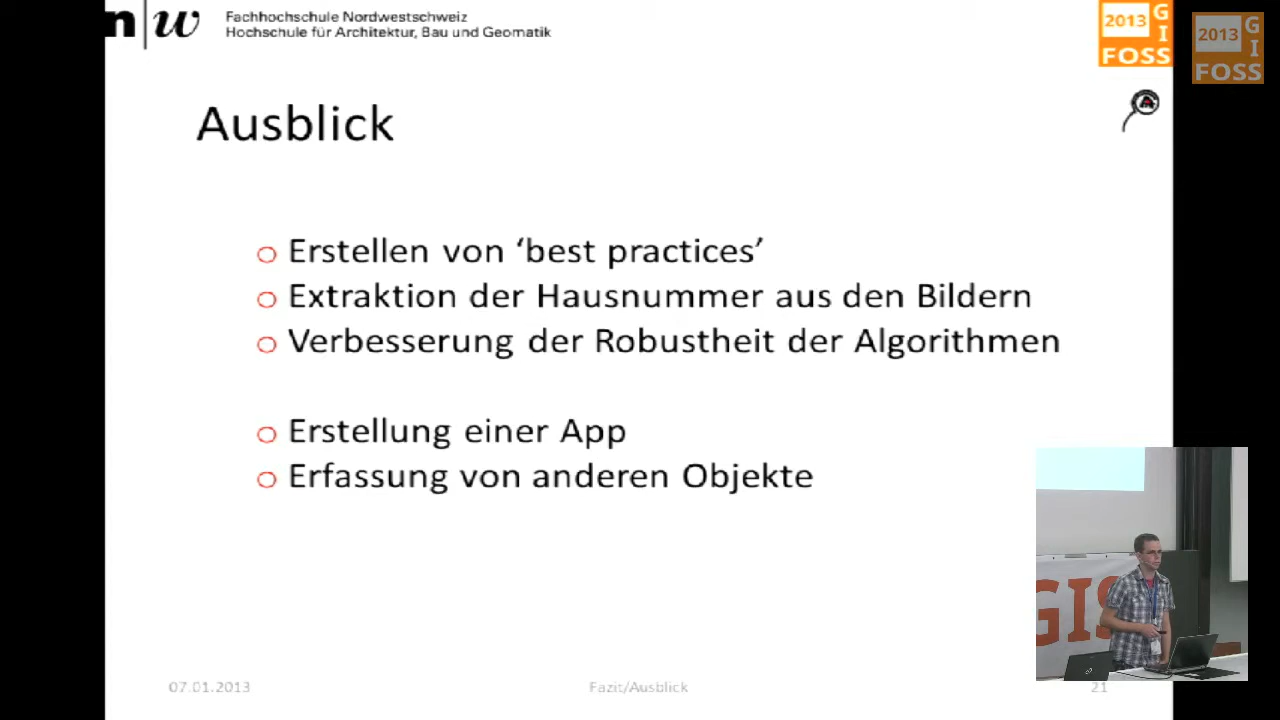 n w
Fachhochschule Nordwestschweiz
Hochschule für Architektur, Bau und Geomatik
2013 GIS
FOSS
2013 GI
FOSS
Ausblick
Erstellen von ‘best practices’
Extraktion der Hausnummer aus den Bildern
Verbesserung der Robustheit der Algorithmen
Erstellung einer App
Erfassung von anderen Objekte
GIS
07.01.2013
Fazit/Ausblick
21